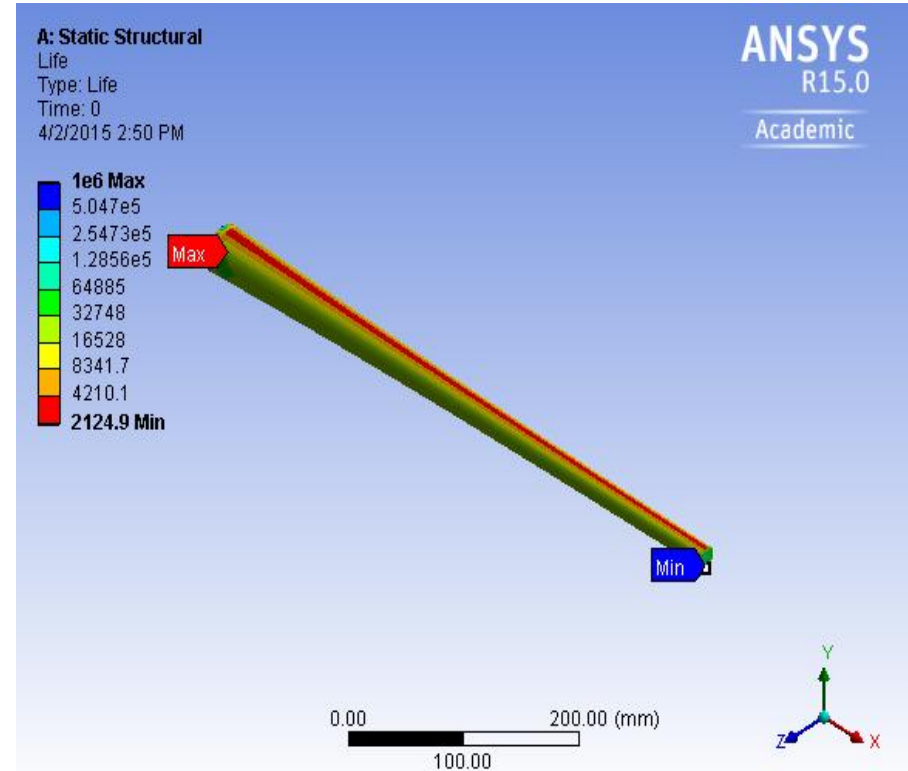 A: Static Structural
Life
Type: Life
Time: 0
4/2/2015 2:50 PM
ANSYS
R15.0
Academic
1e6 Max
5.047e5
2.5473e5
1.2856e5
64885
32748
16528
8341.7
4210.1
2124.9 Min
Max
Min
0.00
200.00 (mm)
100.00
Y
Z
X